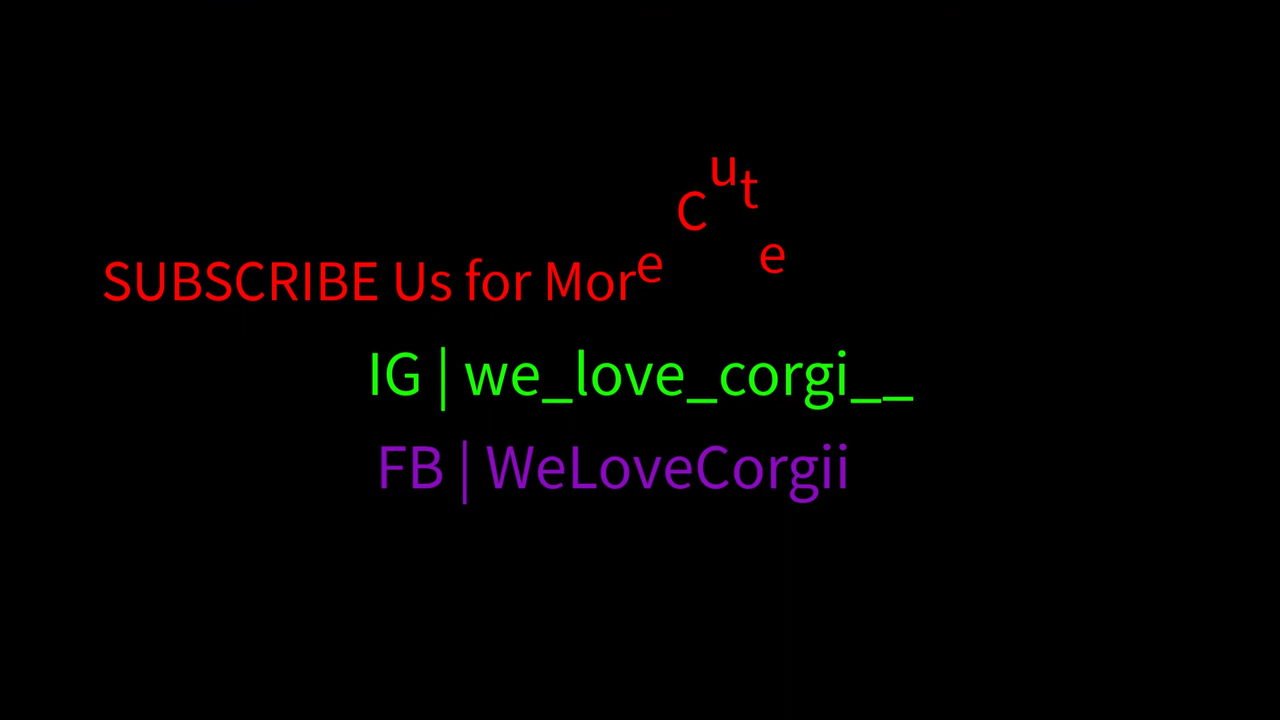 SUBSCRIBE Us for More Cute
IG | we_love_corgi__
FB | WeLoveCorgii